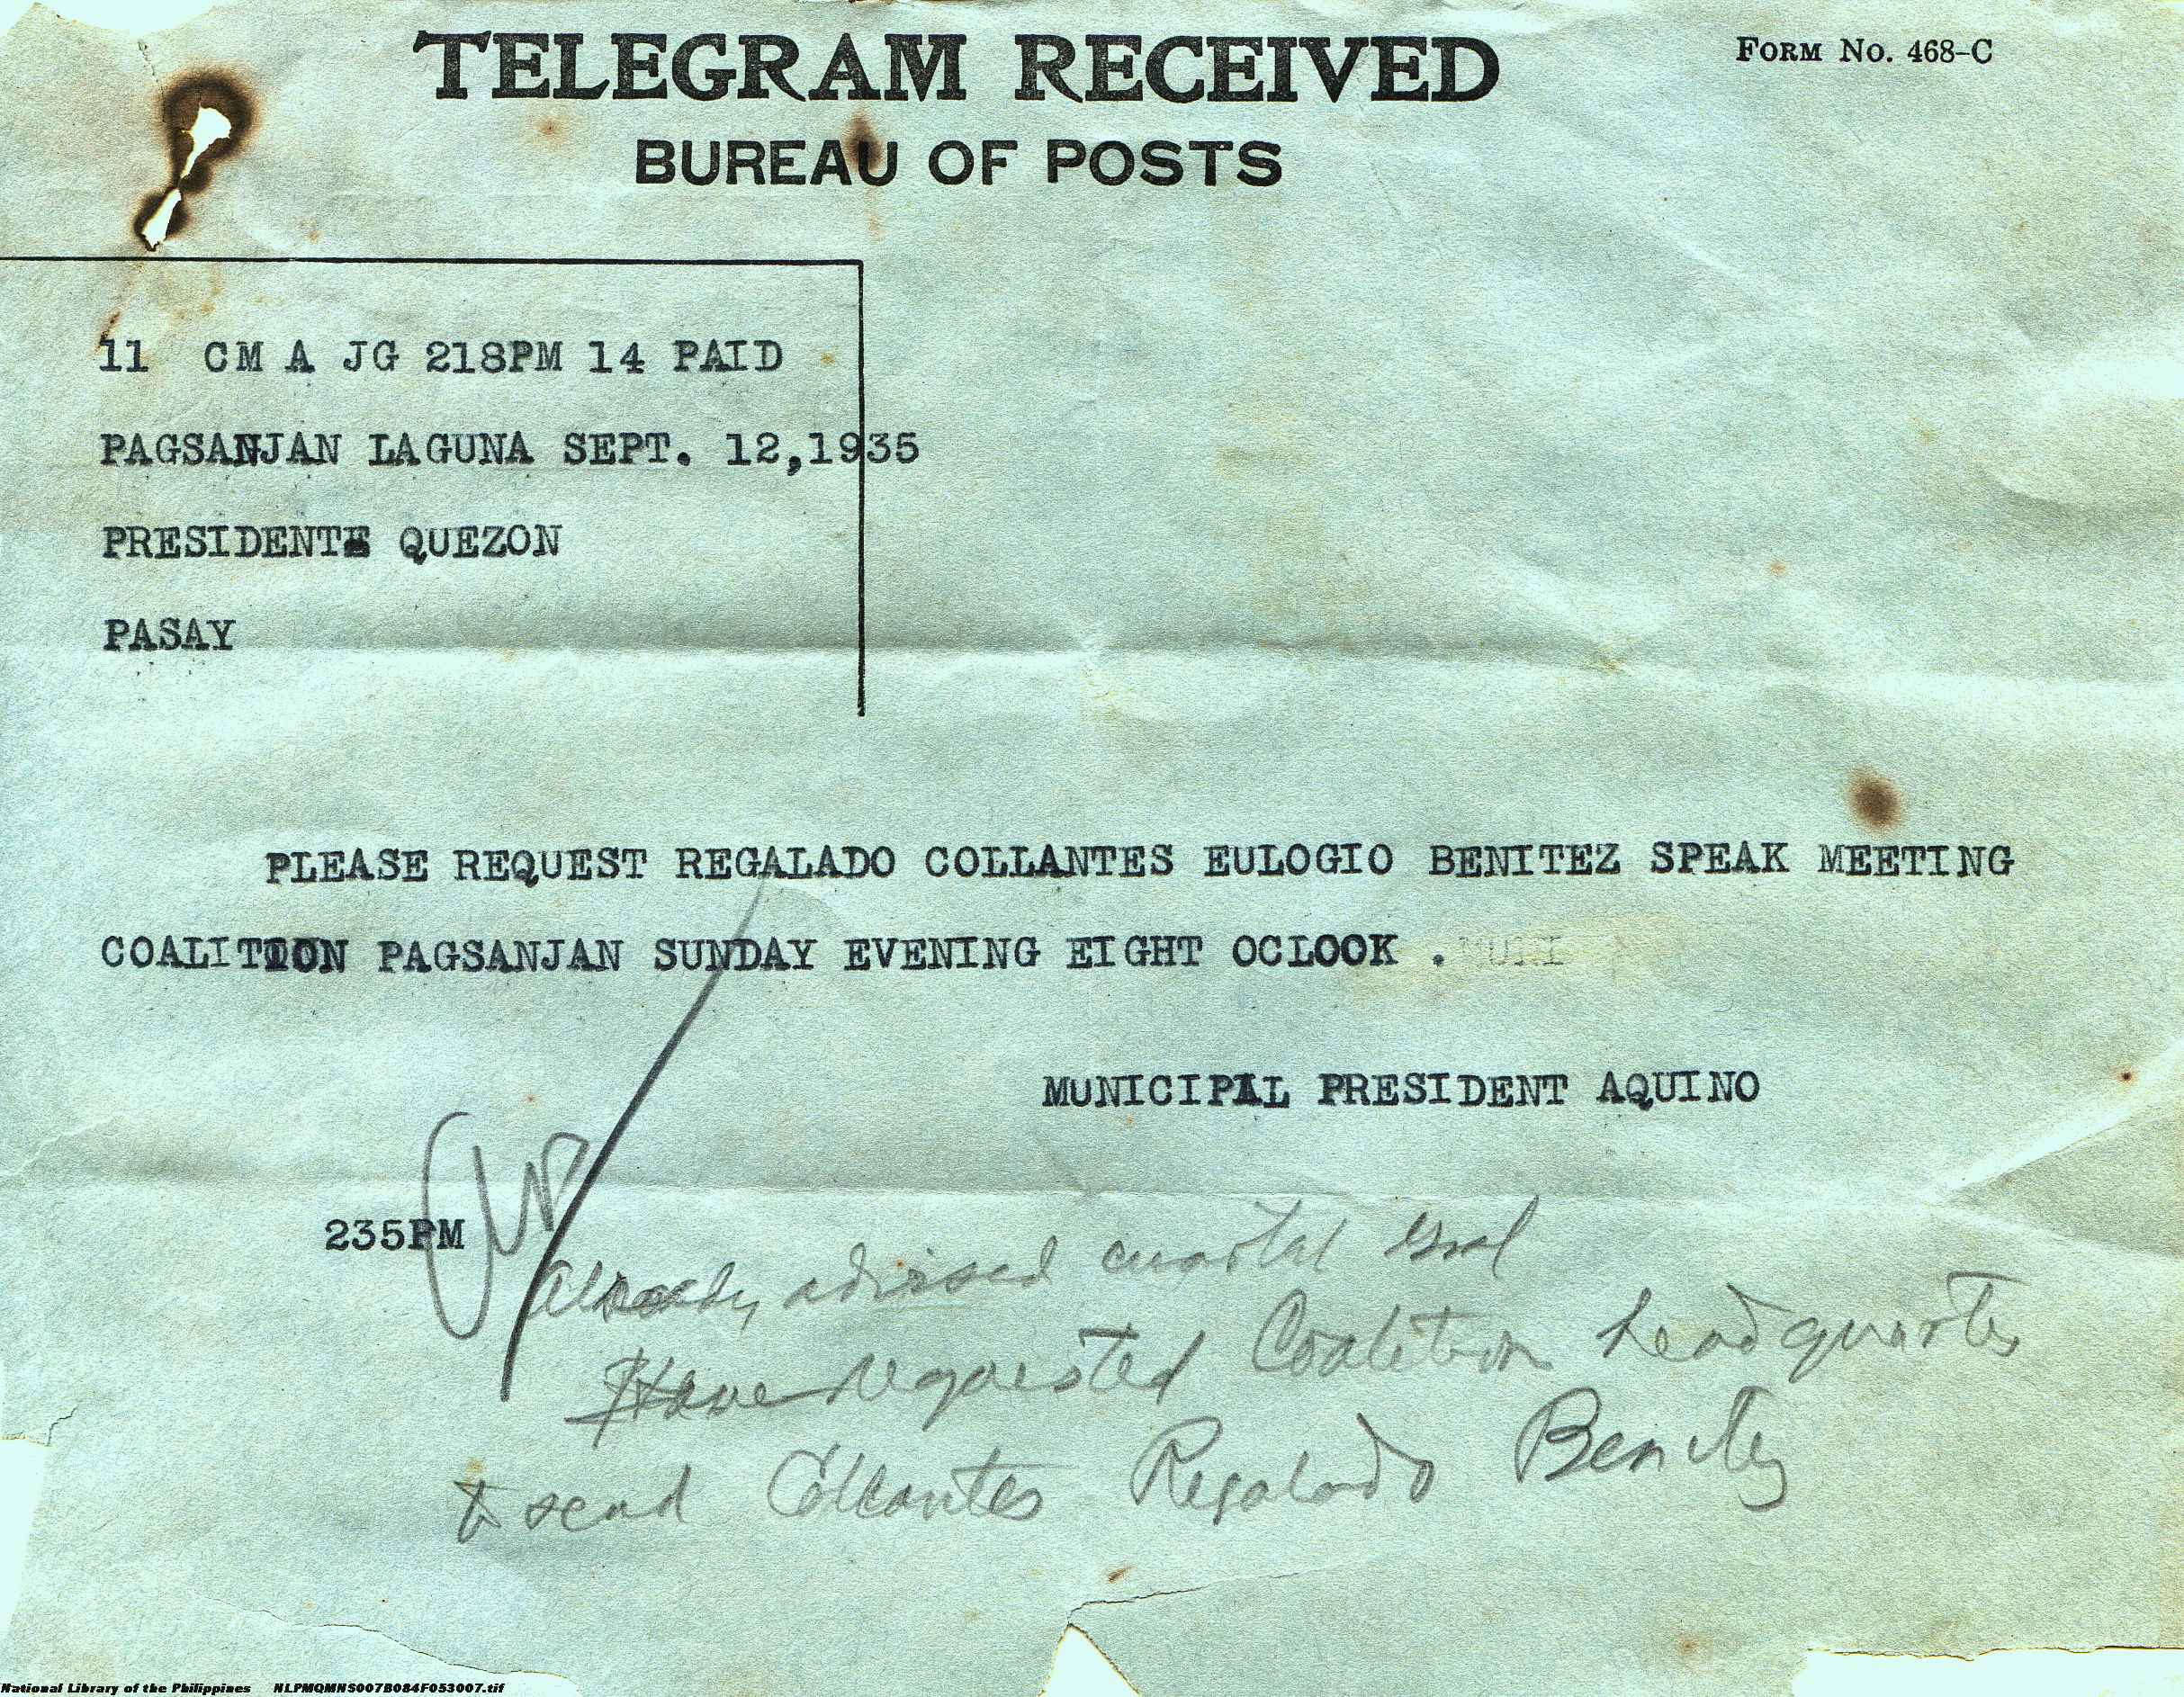 TELEGRAM RECEIVED
FORM NO. 468-C
BUREAU OF POSTS
11 CM A JG 218PM 14 PAID
PAGSANJAN LAGUNA SEPT. 12,1935
PRESIDENTE QUEZON
PASAY
PLEASE REQUEST REGALADO COLLANTES EULOGIO BENITEZ SPEAK MEETING
COALITION PAGSANJAN SUNDAY EVENING EIGHT OCLOOK .
MUNICIPAL PRESIDENT AQUINO
235PM
Already advised cuartel Gral
Have requested Coalition headquarters
to send Collantes Regalado Benitez
National Library of the Philippines NLPMQMNS007B084F053007.tif